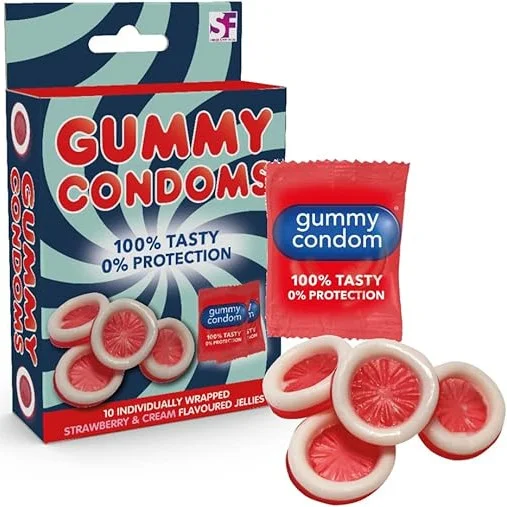 SF
GUMMY
CONDOMS
100% TASTY
0% PROTECTION
GUMMY CONDOMS
gummy
condom
100% TASTY
0% PROTECTION
10 INDIVIDUALLY WRAPPED
STRAWBERRY & CREAM FLAVOURED JELLIES
gummy
condom
100% TASTY
0% PROTECTION